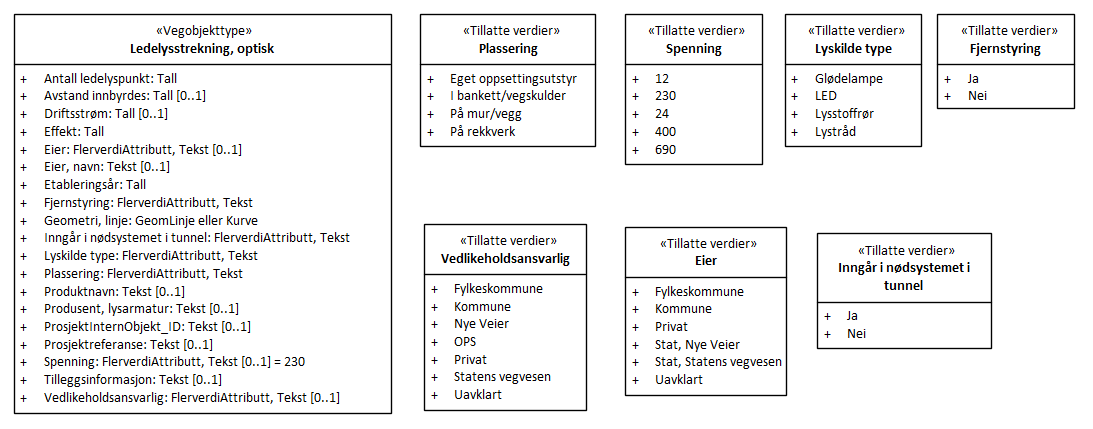 «Vegobjekttype»
Ledelysstrekning, optisk
+ Antall ledelyspunkt: Tall
+ Avstand innbyrdes: Tall [0..1]
+ Driftsstrøm: Tall [0..1]
+ Effekt: Tall
+ Eier: FlerverdiAttributt, Tekst [0..1]
+ Eier, navn: Tekst [0..1]
+ Etableringsår: Tall
+ Fjernstyring: FlerverdiAttributt, Tekst
+ Geometri, linje: GeomLinje eller Kurve
+ Inngår i nødsystemet i tunnel: FlerverdiAttributt, Tekst
+ Lyskilde type: FlerverdiAttributt, Tekst
+ Plassering: FlerverdiAttributt, Tekst
+ Produktnavn: Tekst [0..1]
+ Produsent, lysarmatur: Tekst [0..1]
+ ProsjektInternObjekt_ID: Tekst [0..1]
+ Prosjektreferanse: Tekst [0..1]
+ Spenning: FlerverdiAttributt, Tekst [0..1] = 230
+ Tilleggsinformasjon: Tekst [0..1]
+ Vedlikeholdsansvarlig: FlerverdiAttributt, Tekst [0..1]
«Tillatte verdier»
Plassering
+ Eget oppsettingsutstyr
+ I bankett/vegskulder
+ På mur/vegg
+ På rekkverk
«Tillatte verdier»
Spenning
+ 12
+ 230
+ 24
+ 400
+ 690
«Tillatte verdier»
Lyskilde type
+ Glødelampe
+ LED
+ Lysstoffrør
+ Lystråd
«Tillatte verdier»
Fjernstyring
+ Ja
+ Nei
«Tillatte verdier»
Vedlikeholdsansvarlig
+ Fylkeskommune
+ Kommune
+ Nye Veier
+ OPS
+ Privat
+ Statens vegvesen
+ Uavklart
«Tillatte verdier»
Eier
+ Fylkeskommune
+ Kommune
+ Privat
+ Stat, Nye Veier
+ Stat, Statens vegvesen
+ Uavklart
«Tillatte verdier»
Inngår i nødsystemet i
tunnel
+ Ja
+ Nei